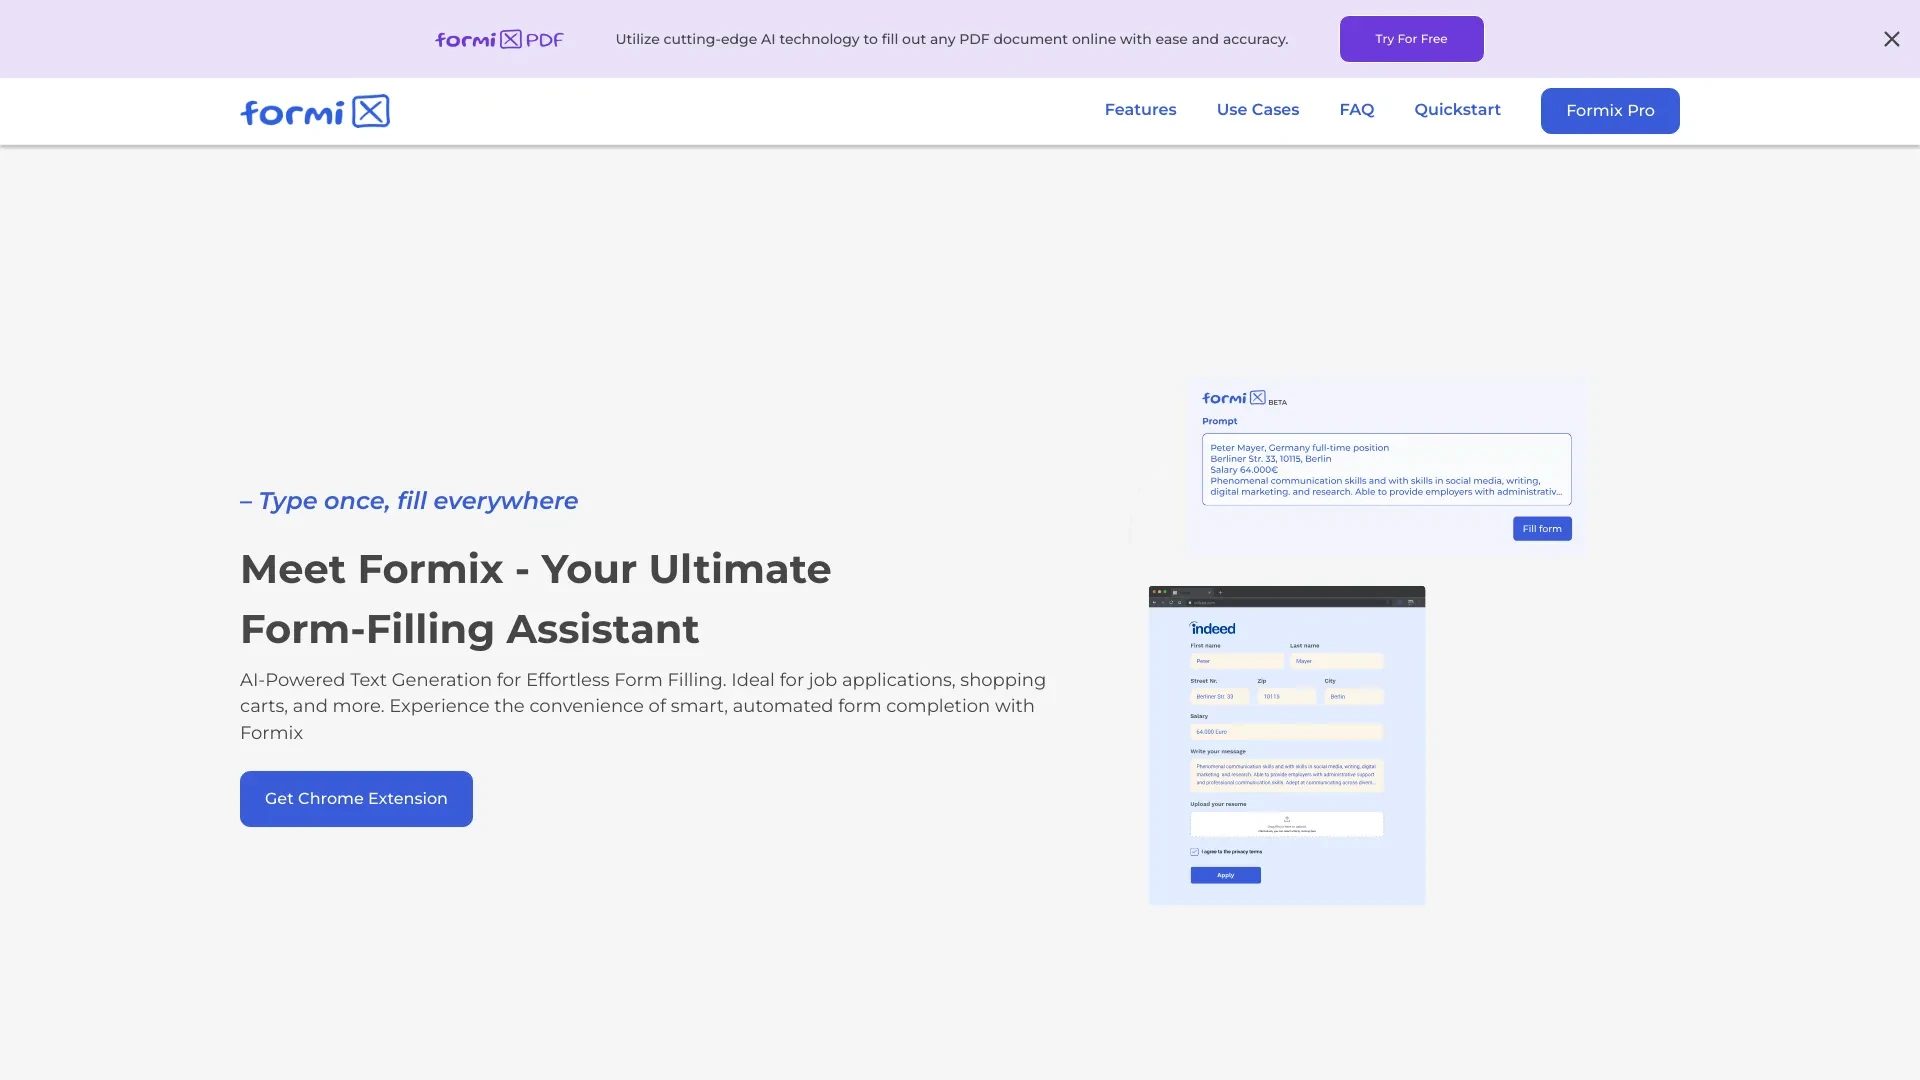 formi PDF
Utilize cutting-edge AI technology to fill out any PDF document online with ease and accuracy.
Try For Free
formi
Features
Use Cases
FAQ
Quickstart
Formix Pro
– Type once, fill everywhere
Meet Formix - Your Ultimate
Form-Filling Assistant
AI-Powered Text Generation for Effortless Form Filling. Ideal for job applications, shopping
carts, and more. Experience the convenience of smart, automated form completion with
Formix
Get Chrome Extension
formi BETA
Prompt
Peter Mayer, Germany full-time position
Berliner Str. 33, 10115, Berlin
Salary 64.000€
Phenomenal communication skills and with skills in social media, writing,
digital marketing. and research. Able to provide employers with administrativ...
Fill form
indeed
First name Last name
Peter Mayer
Street Nr. Zip City
Berliner Str. 33 10115 Berlin
Salary
64.000 Euro
Write your message
Phenomenal communication skills and with skills in social media, writing, digital
marketing and research. Able to provide employers with administrative support
and professional communication skills. Adept at communicating across divers...
Upload your resume
I agree to the privacy terms
Apply